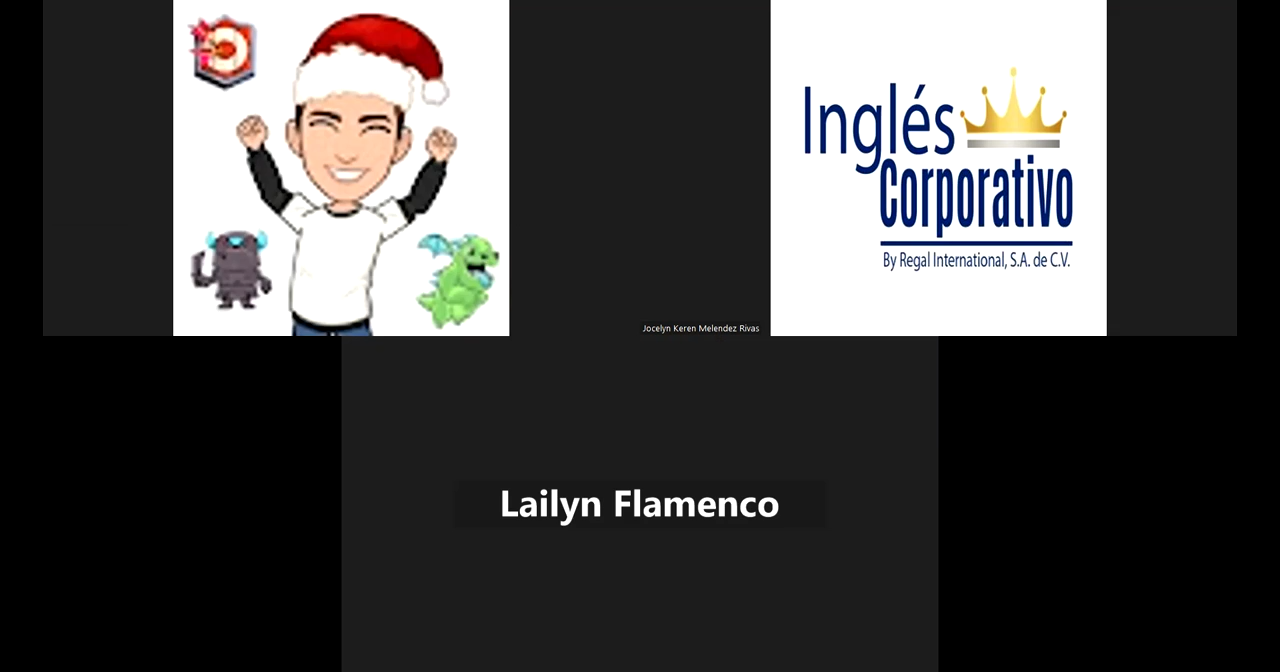 Inglés
Corporativo
By Regal International, S.A. de C.V.
Jocelyn Keren Melendez Rivas
Lailyn Flamenco